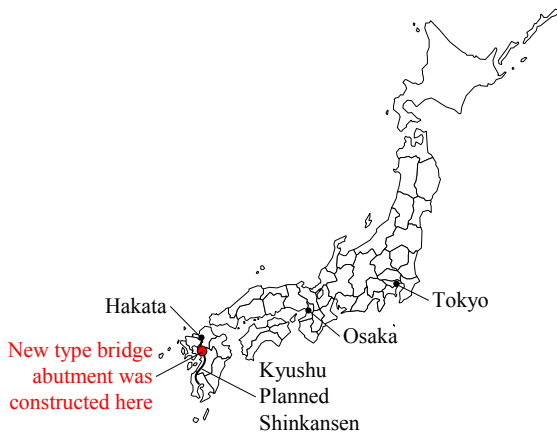 Tokyo
Hakata
Osaka
New type bridge
abutment was
constructed here
Kyushu
Planned
Shinkansen